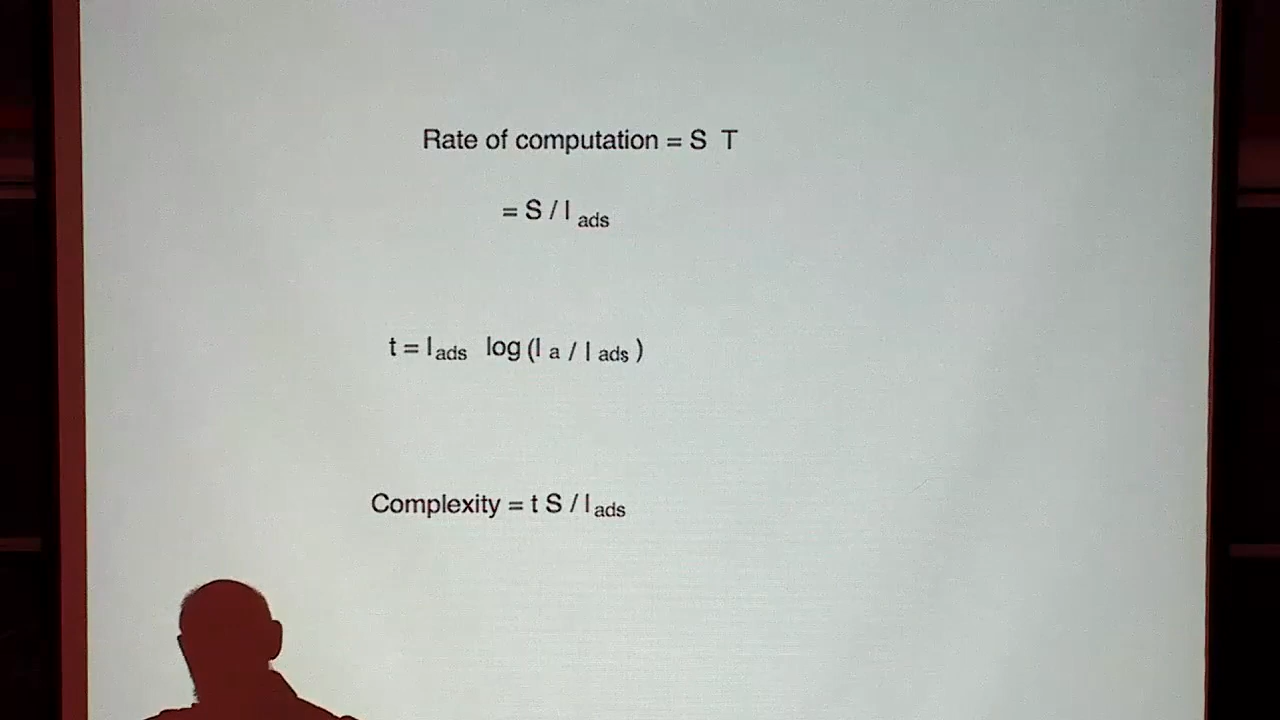 Rate of computation = S T
= S / l ads
t = l ads log (l a / l ads )
Complexity = t S / l ads